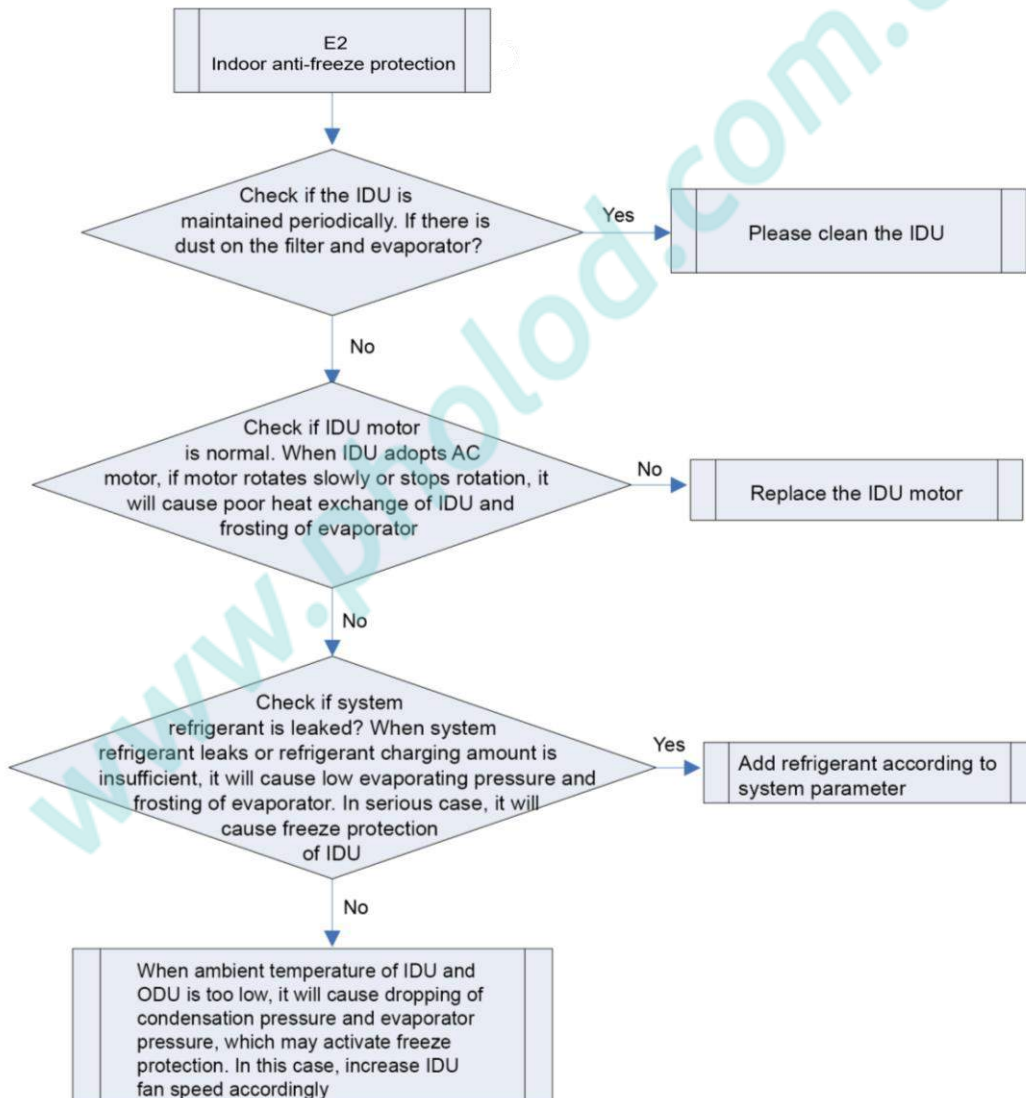 E2
Indoor anti-freeze protection
Check if the IDU is
maintained periodically. If there is
dust on the filter and evaporator?
Yes
Please clean the IDU
No
Check if IDU motor
is normal. When IDU adopts AC
motor, if motor rotates slowly or stops rotation, it
will cause poor heat exchange of IDU and
frosting of evaporator
No
Replace the IDU motor
No
Check if system
refrigerant is leaked? When system
refrigerant leaks or refrigerant charging amount is
insufficient, it will cause low evaporating pressure and
frosting of evaporator. In serious case, it will
cause freeze protection
of IDU
Yes
Add refrigerant according to
system parameter
No
When ambient temperature of IDU and
ODU is too low, it will cause dropping of
condensation pressure and evaporator
pressure, which may activate freeze
protection. In this case, increase IDU
fan speed accordingly
www.pholod.com.